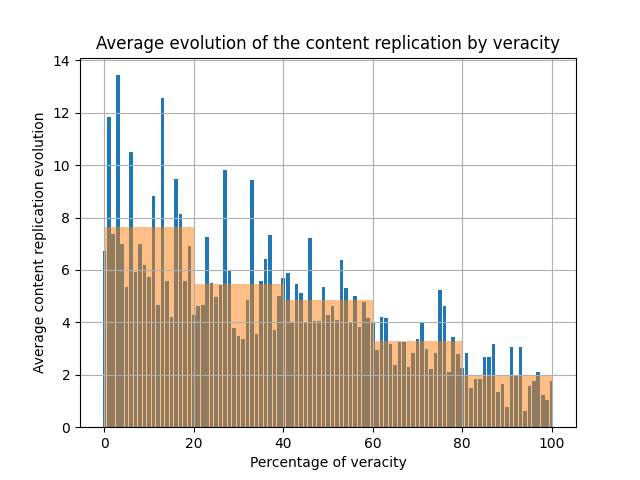 Average evolution of the content replication by veracity
14
12
10
8
6
4
2
0
Average content replication evolution
0 20 40 60 80 100
Percentage of veracity